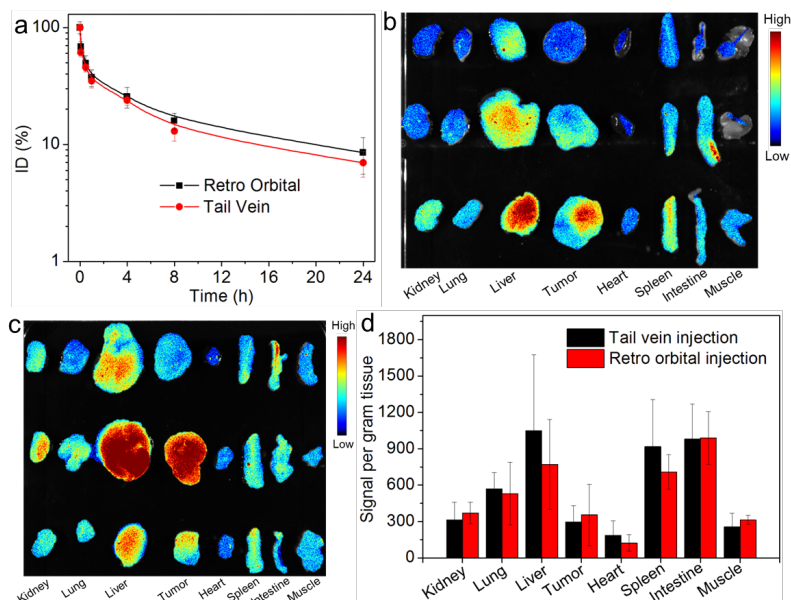 a
100
10
1
ID (%)
Retro Orbital
Tail Vein
0 4 8 12 16 20 24
Time (h)
b
High
Low
Kidney Lung Liver Tumor Heart Spleen Intestine Muscle
c
High
Low
Kidney Lung Liver Tumor Heart Spleen Intestine Muscle
d
1800
1500
1200
900
600
300
0
Signal per gram tissue
Tail vein injection
Retro orbital injection
Kidney Lung Liver Tumor Heart Spleen Intestine Muscle